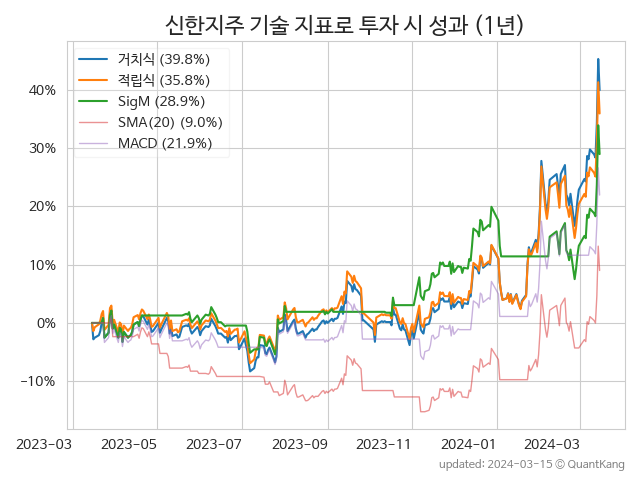 신한지주 기술 지표로 투자 시 성과 (1년)
거치식 (39.8%)
적립식 (35.8%)
SigM (28.9%)
SMA(20) (9.0%)
MACD (21.9%)
40%
30%
20%
10%
0%
−10%
2023-03 2023-05 2023-07 2023-09 2023-11 2024-01 2024-03
updated: 2024-03-15 ⓒ QuantKang